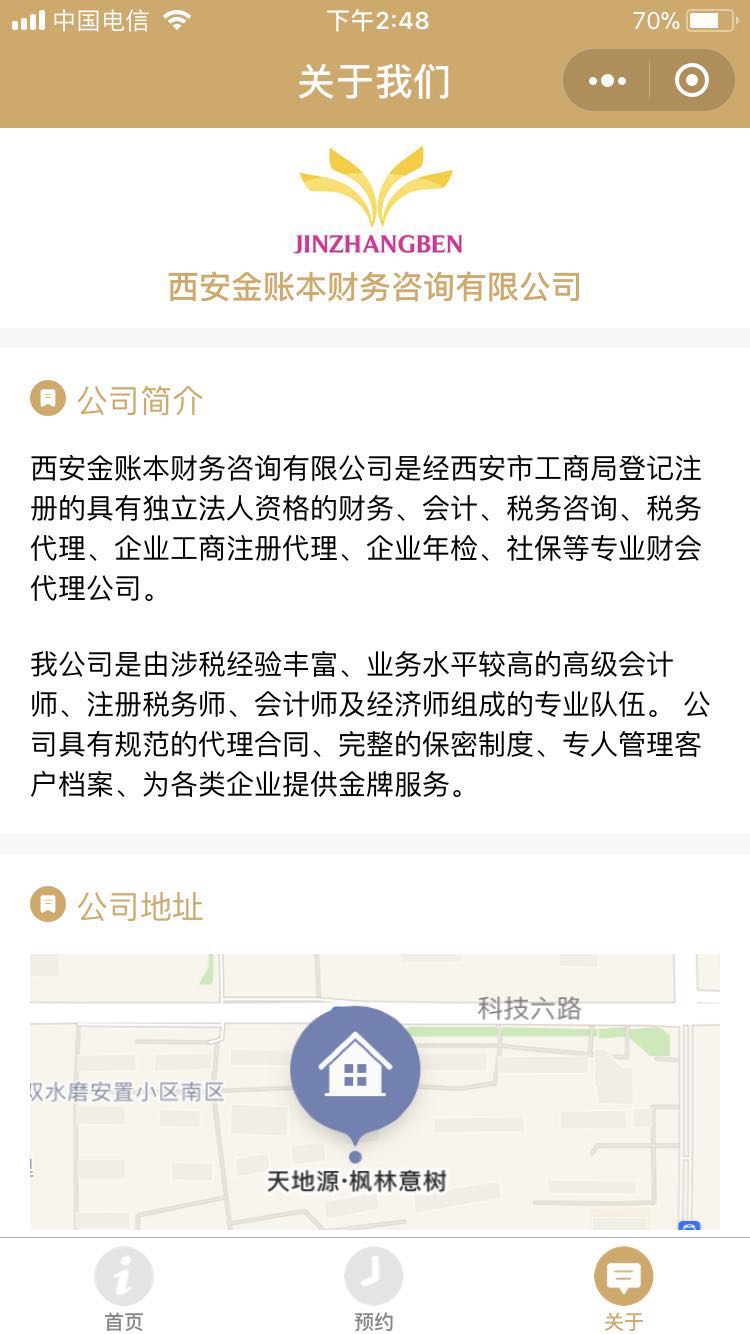 中国电信
下午2:48
70%
关于我们
JINZHANGBEN
西安金账本财务咨询有限公司
公司简介
西安金账本财务咨询有限公司是经西安市工商局登记注
册的具有独立法人资格的财务、会计、税务咨询、税务
代理、企业工商注册代理、企业年检、社保等专业财会
代理公司。
我公司是由涉税经验丰富、业务水平较高的高级会计
师、注册税务师、会计师及经济师组成的专业队伍。 公
司具有规范的代理合同、完整的保密制度、专人管理客
户档案、为各类企业提供金牌服务。
公司地址
科技六路
双水磨安置小区南区
天地源·枫林意树
首页
预约
关于